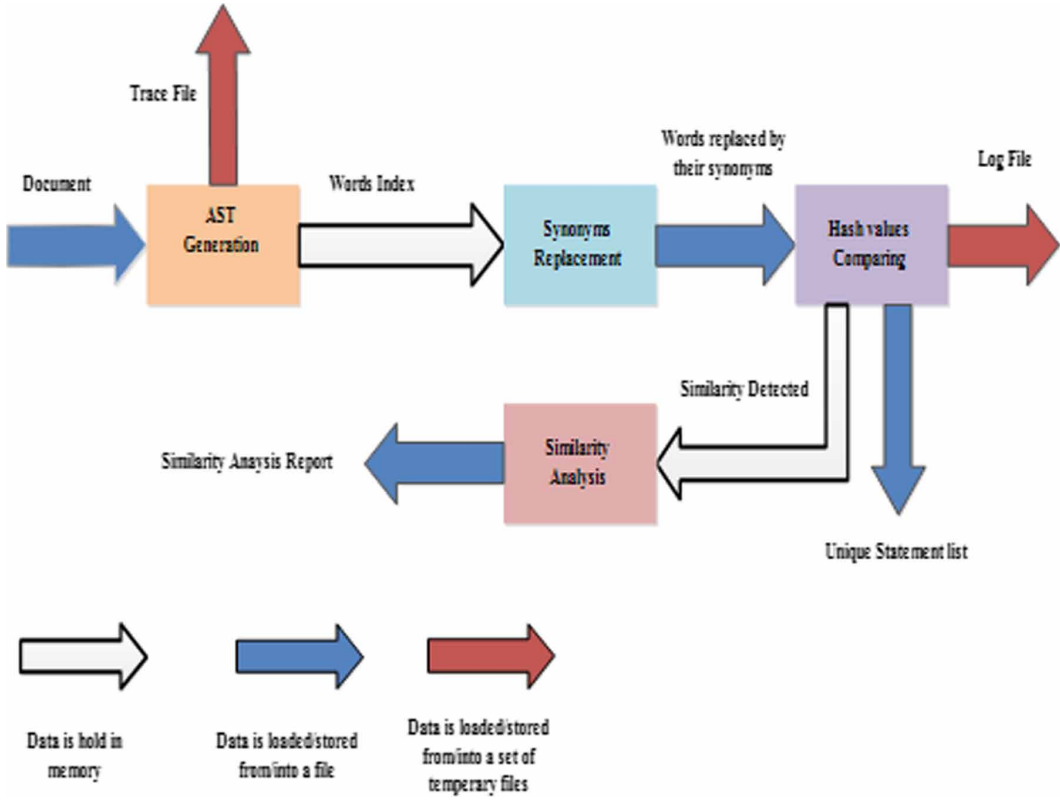 Trace File
Document
AST
Generation
Words Index
Synonyms
Replacement
Words replaced by
their synonyms
Hash values
Comparing
Log File
Similarity Detected
Similarity
Analysis
Similarity Anaysis Report
Unique Statement list
Data is hold in
memory
Data is loaded/stored
from/into a file
Data is loaded/stored
from/into a set of
temperary files